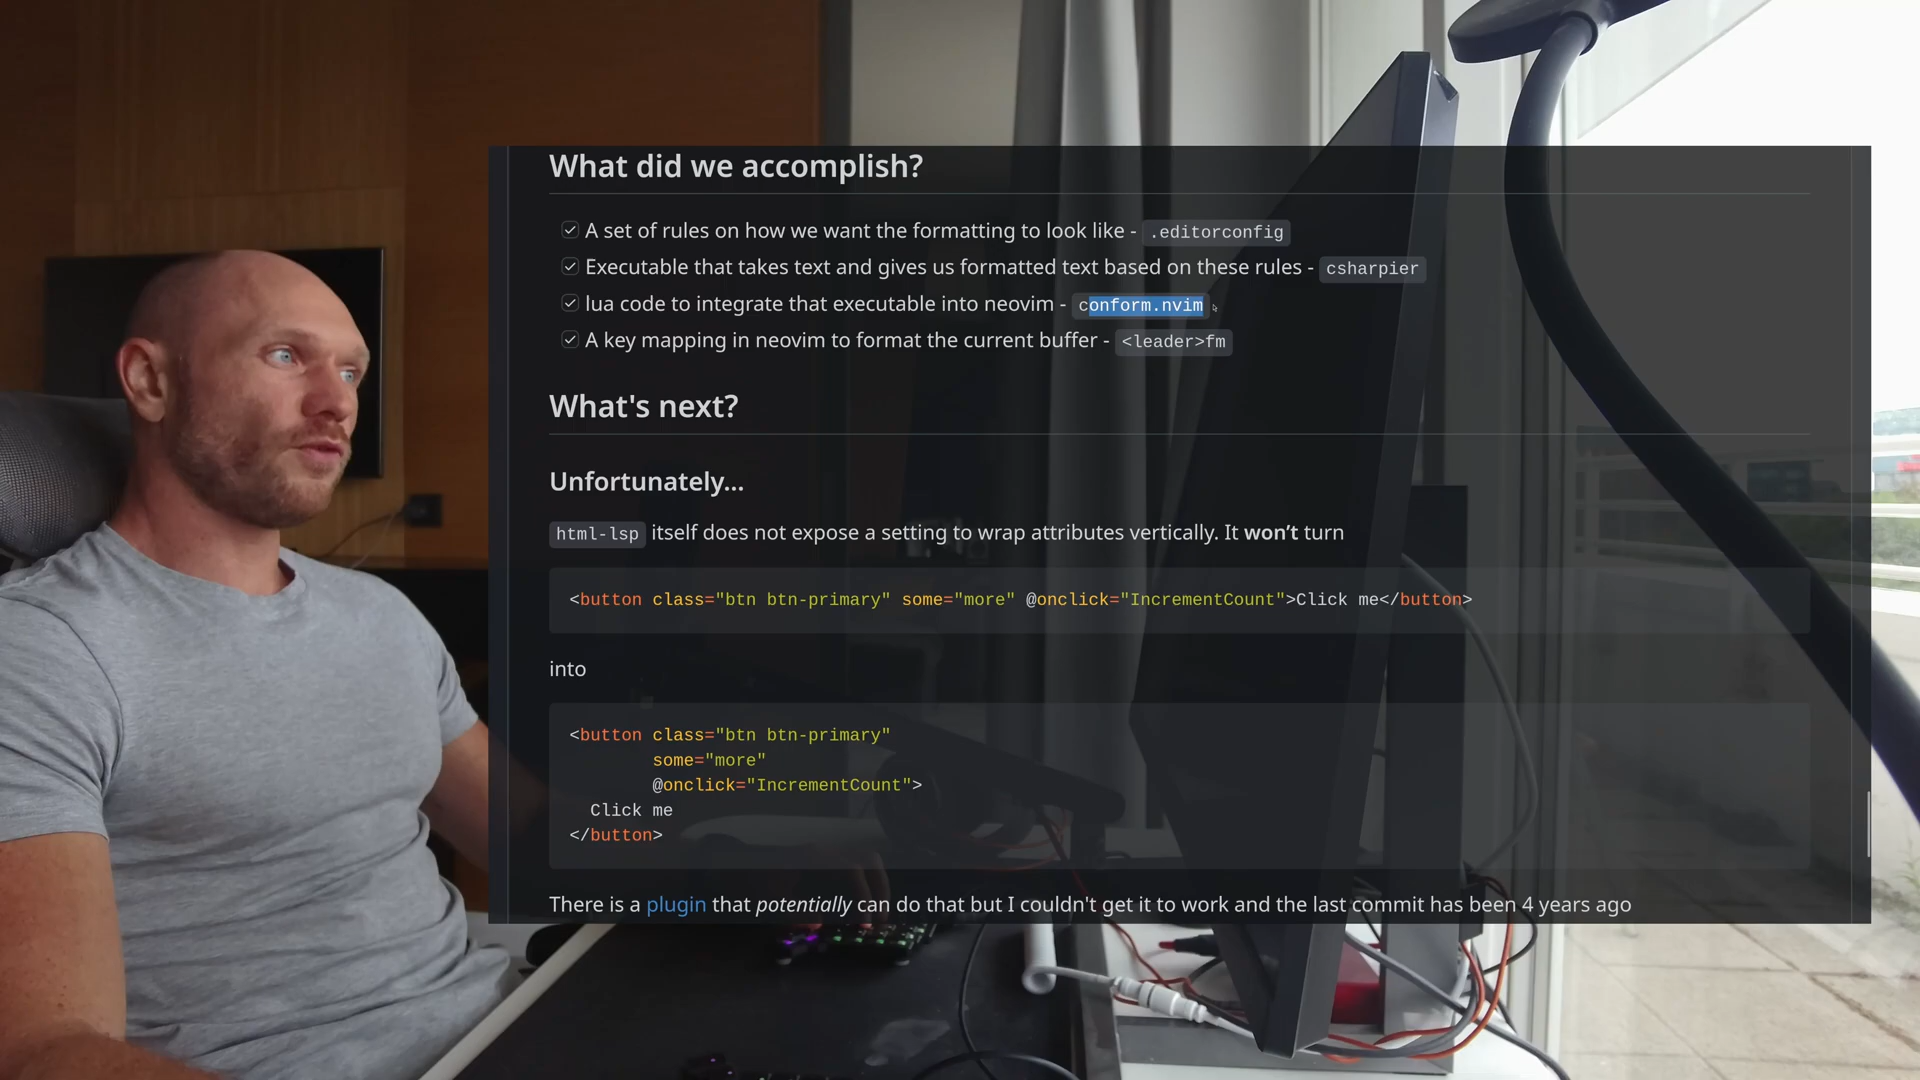 What did we accomplish?
A set of rules on how we want the formatting to look like - .editorconfig
Executable that takes text and gives us formatted text based on these rules - csharpier
lua code to integrate that executable into neovim - conform.nvim
A key mapping in neovim to format the current buffer - <leader>fm
What's next?
Unfortunately...
html-lsp itself does not expose a setting to wrap attributes vertically. It won’t turn
<button class="btn btn-primary" some="more" @onclick="IncrementCount">Click me</button>
into
<button class="btn btn-primary"
some="more"
@onclick="IncrementCount">
Click me
</button>
There is a plugin that potentially can do that but I couldn't get it to work and the last commit has been 4 years ago